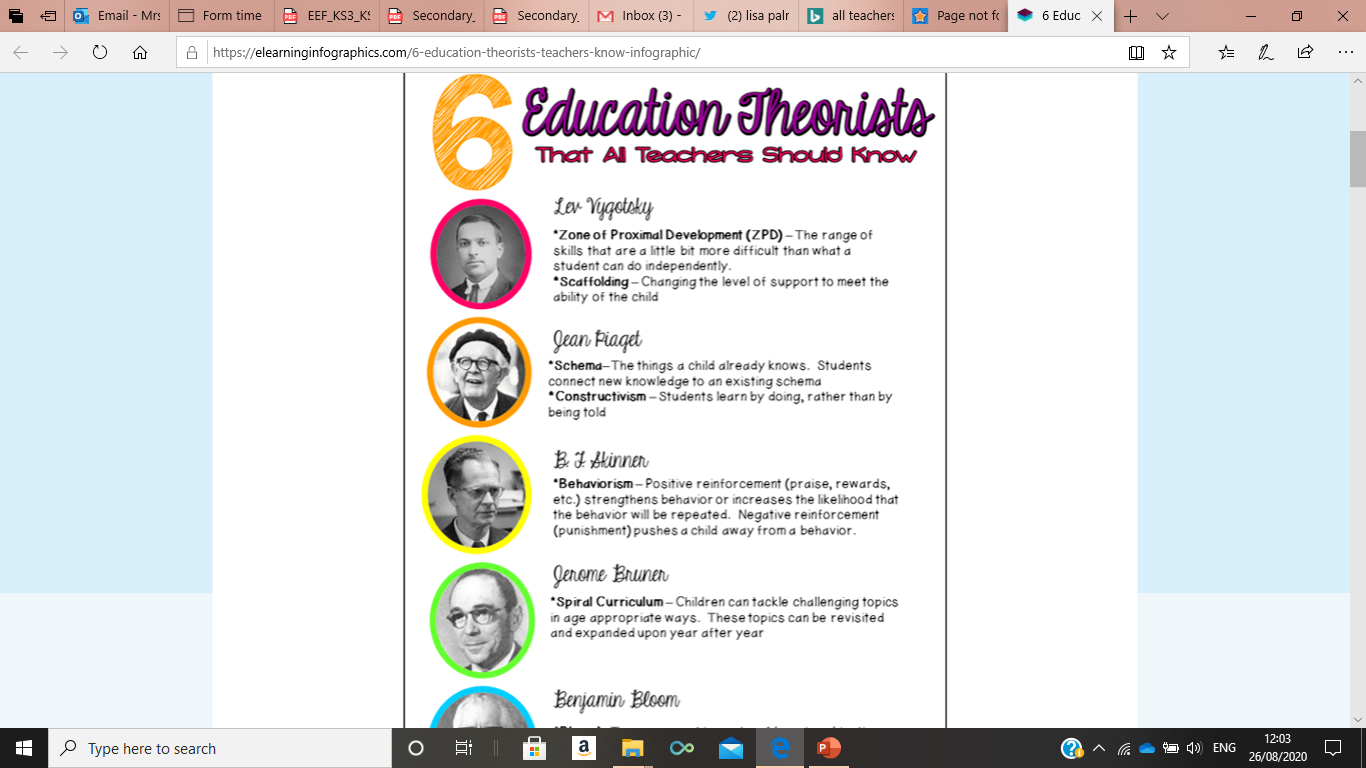 Email - Mrs
Form time
EEF_KS3_KS
Secondary_
Secondary_
Inbox (3) -
(2) lisa palr
all teachers
Page not fo
6 Educ
https://elearninginfographics.com/6-education-theorists-teachers-know-infographic/
6 Education Theorists
That All Teachers Should Know
Lev Vygotsky
*Zone of Proximal Development (ZPD) – The range of
skills that are a little bit more difficult than what a
student can do independently.
*Scaffolding – Changing the level of support to meet the
ability of the child
Jean Piaget
*Schema– The things a child already knows. Students
connect new knowledge to an existing schema
*Constructivism – Students learn by doing, rather than by
being told
B. F. Skinner
*Behaviorism – Positive reinforcement (praise, rewards,
etc.) strengthens behavior or increases the likelihood that
the behavior will be repeated. Negative reinforcement
(punishment) pushes a child away from a behavior.
Jerome Bruner
*Spiral Curriculum – Children can tackle challenging topics
in age appropriate ways. These topics can be revisited
and expanded upon year after year
Benjamin Bloom
Type here to search
ENG
12:03
26/08/2020